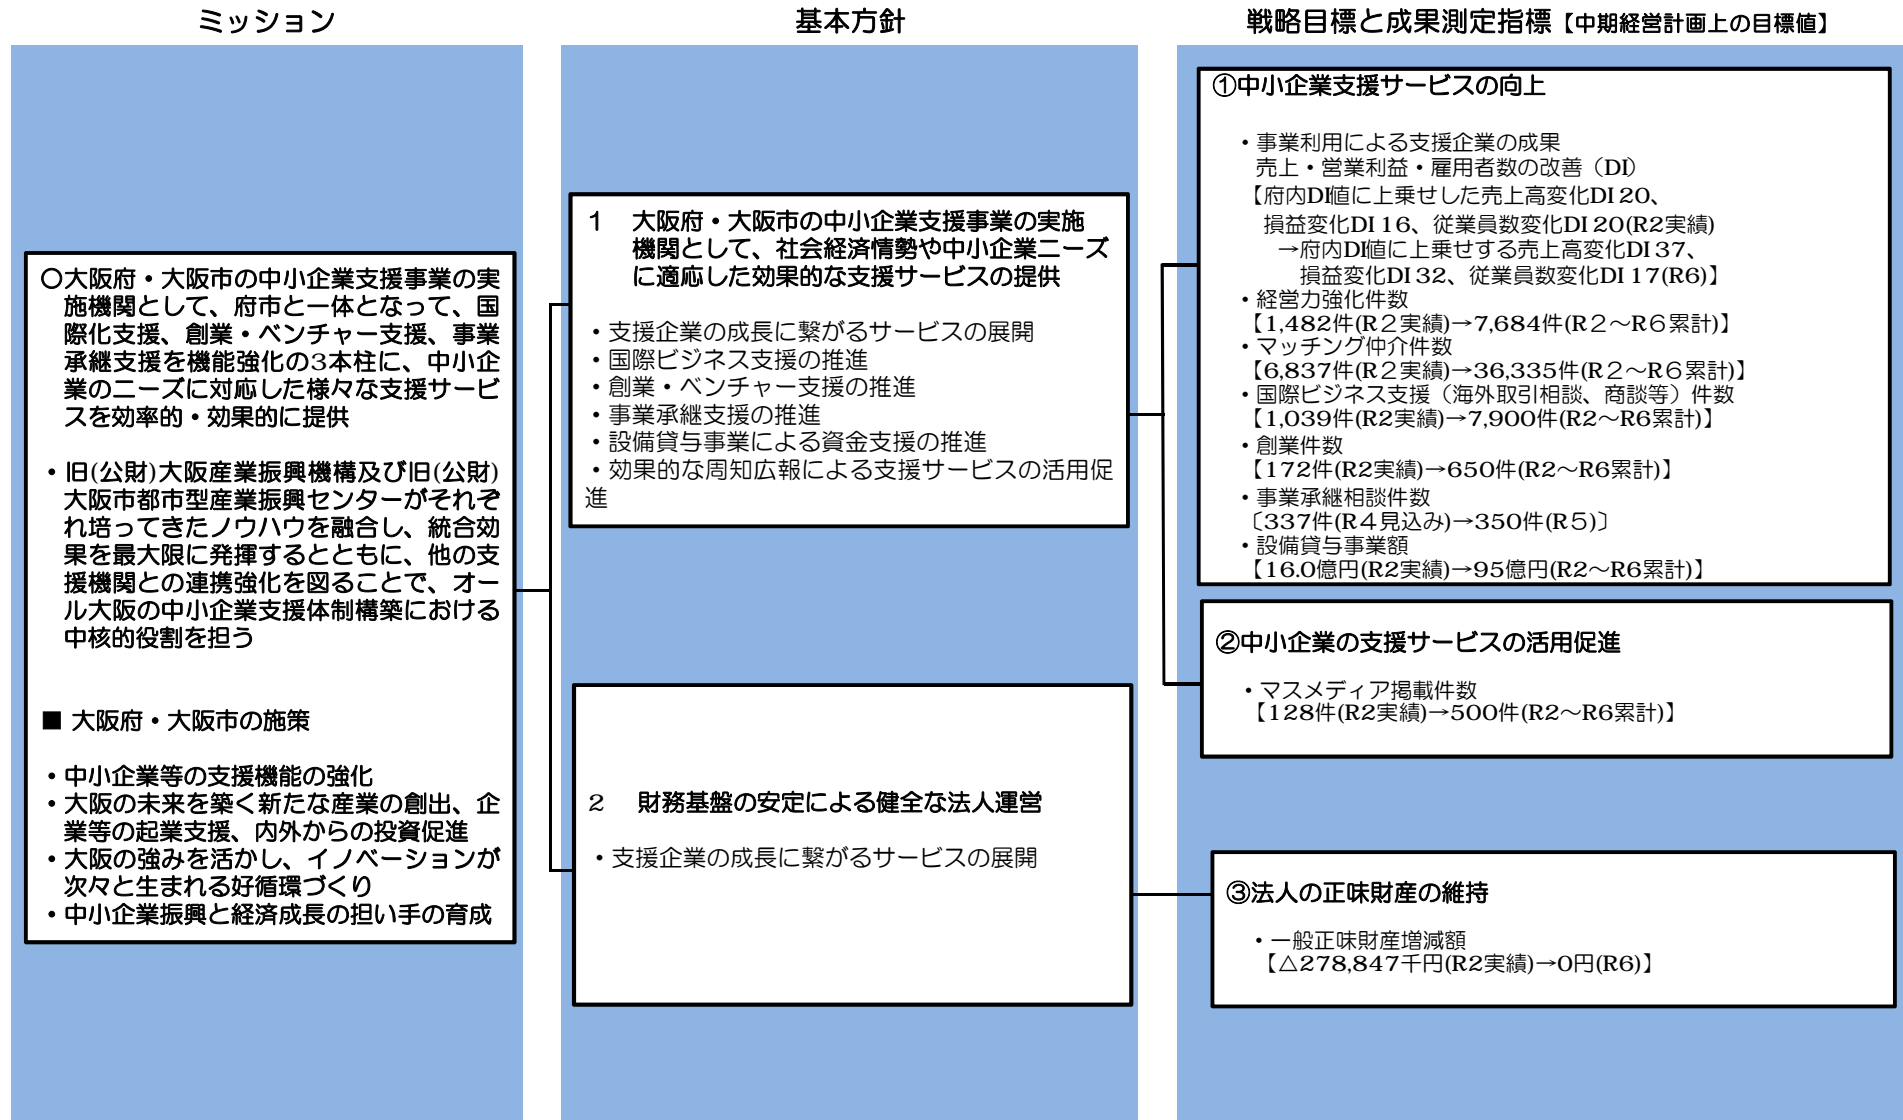 ミッション
〇大阪府・大阪市の中小企業支援事業の実
施機関として、府市と一体となって、国
際化支援、創業・ベンチャー支援、事業
承継支援を機能強化の3本柱に、中小企
業のニーズに対応した様々な支援サービ
スを効率的・効果的に提供
・旧(公財)大阪産業振興機構及び旧(公財)
大阪市都市型産業振興センターがそれぞ
れ培ってきたノウハウを融合し、統合効
果を最大限に発揮するとともに、他の支
援機関との連携強化を図ることで、オー
ル大阪の中小企業支援体制構築における
中核的役割を担う
■ 大阪府・大阪市の施策
・中小企業等の支援機能の強化
・大阪の未来を築く新たな産業の創出、企
業等の起業支援、内外からの投資促進
・大阪の強みを活かし、イノベーションが
次々と生まれる好循環づくり
・中小企業振興と経済成長の担い手の育成
基本方針
1　大阪府・大阪市の中小企業支援事業の実施
機関として、社会経済情勢や中小企業ニーズ
に適応した効果的な支援サービスの提供
・支援企業の成長に繋がるサービスの展開
・国際ビジネス支援の推進
・創業・ベンチャー支援の推進
・事業承継支援の推進
・設備貸与事業による資金支援の推進
・効果的な周知広報による支援サービスの活用促
進
2　財務基盤の安定による健全な法人運営
・支援企業の成長に繋がるサービスの展開
戦略目標と成果測定指標【中期経営計画上の目標値】
①中小企業支援サービスの向上
・事業利用による支援企業の成果
売上・営業利益・雇用者数の改善（DI）
【府内DI値に上乗せした売上高変化DI 20、
損益変化DI 16、従業員数変化DI 20(R2実績)
→府内DI値に上乗せする売上高変化DI 37、
損益変化DI 32、従業員数変化DI 17(R6)】
・経営力強化件数
【1,482件(R２実績)→7,684件(R２～R６累計)】
・マッチング仲介件数
【6,837件(R２実績)→36,335件(R２～R６累計)】
・国際ビジネス支援（海外取引相談、商談等）件数
【1,039件(R2実績)→7,900件(R2～R6累計)】
・創業件数
【172件(R2実績)→650件(R2～R6累計)】
・事業承継相談件数
〔337件(R４見込み)→350件(R５)〕
・設備貸与事業額
【16.0億円(R2実績)→95億円(R2～R6累計)】
②中小企業の支援サービスの活用促進
・マスメディア掲載件数
【128件(R2実績)→500件(R2～R6累計)】
③法人の正味財産の維持
・一般正味財産増減額
【△278,847千円(R2実績)→0円(R6)】